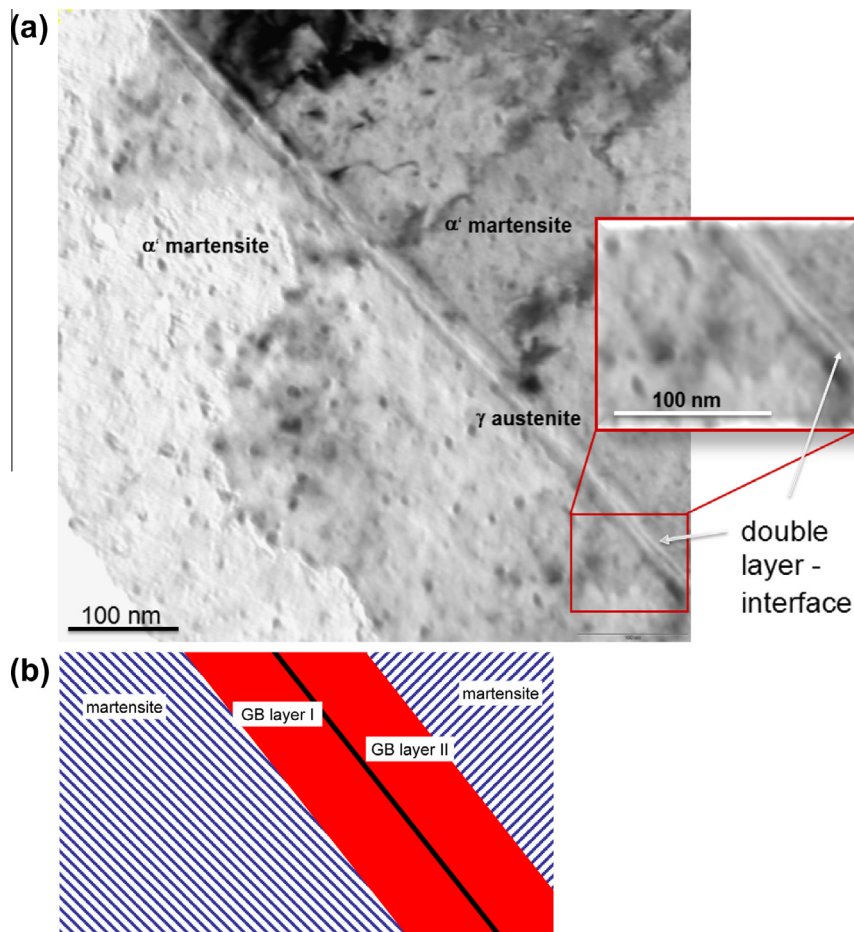 (a)
α' martensite
α' martensite
γ austenite
100 nm
100 nm
double
layer -
interface
(b)
martensite
martensite
GB layer I
GB layer II